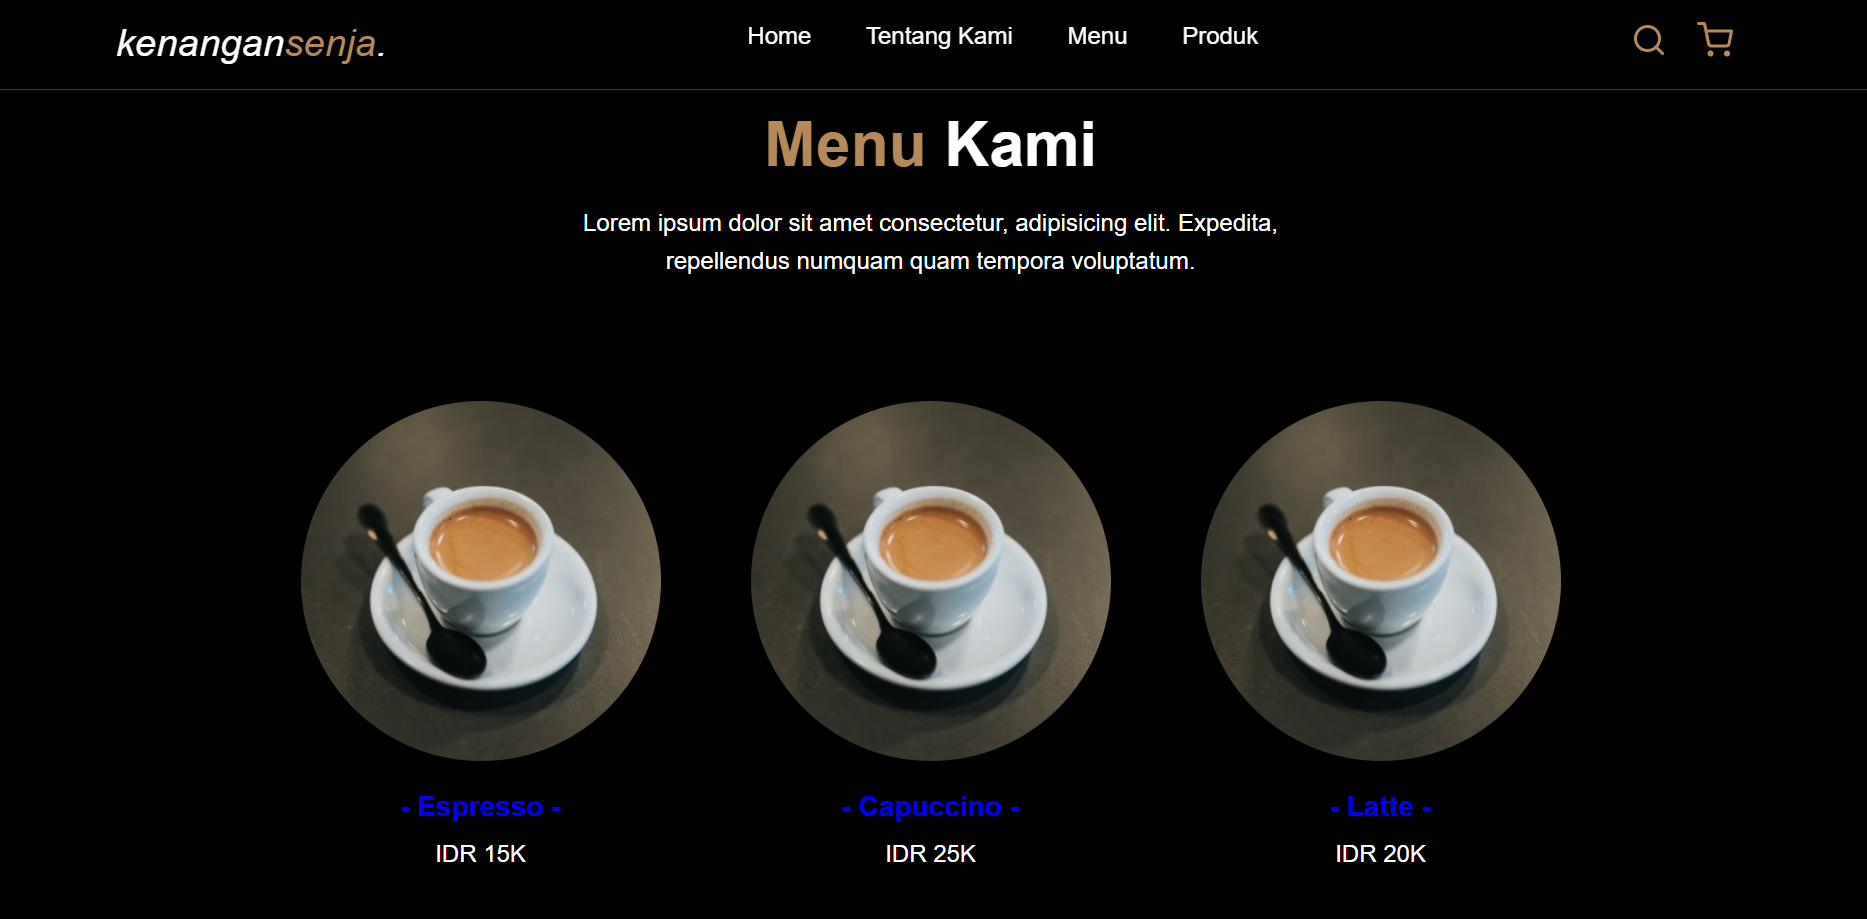 kenangansenja.
Home Tentang Kami Menu Produk
Menu Kami
Lorem ipsum dolor sit amet consectetur, adipisicing elit. Expedita,
repellendus numquam quam tempora voluptatum.
- Espresso -
IDR 15K
- Capuccino -
IDR 25K
- Latte -
IDR 20K